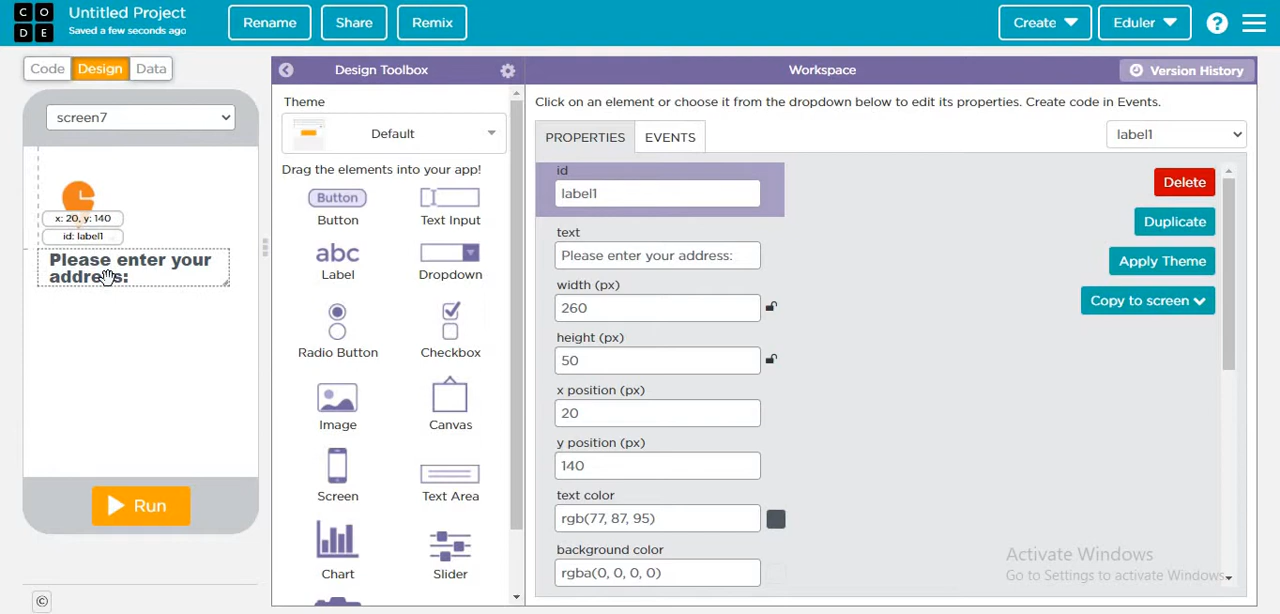 CODE
Untitled Project
Saved a few seconds ago
Rename
Share
Remix
Create
Eduler
?
Code
Design
Data
Design Toolbox
Workspace
Version History
screen7
x: 20, y: 140
id: label1
Please enter your
address:
Run
©
Theme
Default
Drag the elements into your app!
Button
Button
Text Input
abc
Label
Dropdown
Radio Button
Checkbox
Image
Canvas
Screen
Text Area
Chart
Slider
Click on an element or choose it from the dropdown below to edit its properties. Create code in Events.
PROPERTIES
EVENTS
label1
id
label1
text
Please enter your address:
width (px)
260
height (px)
50
x position (px)
20
y position (px)
140
text color
rgb(77, 87, 95)
background color
rgba(0, 0, 0, 0)
Delete
Duplicate
Apply Theme
Copy to screen
Activate Windows
Go to Settings to activate Windows.